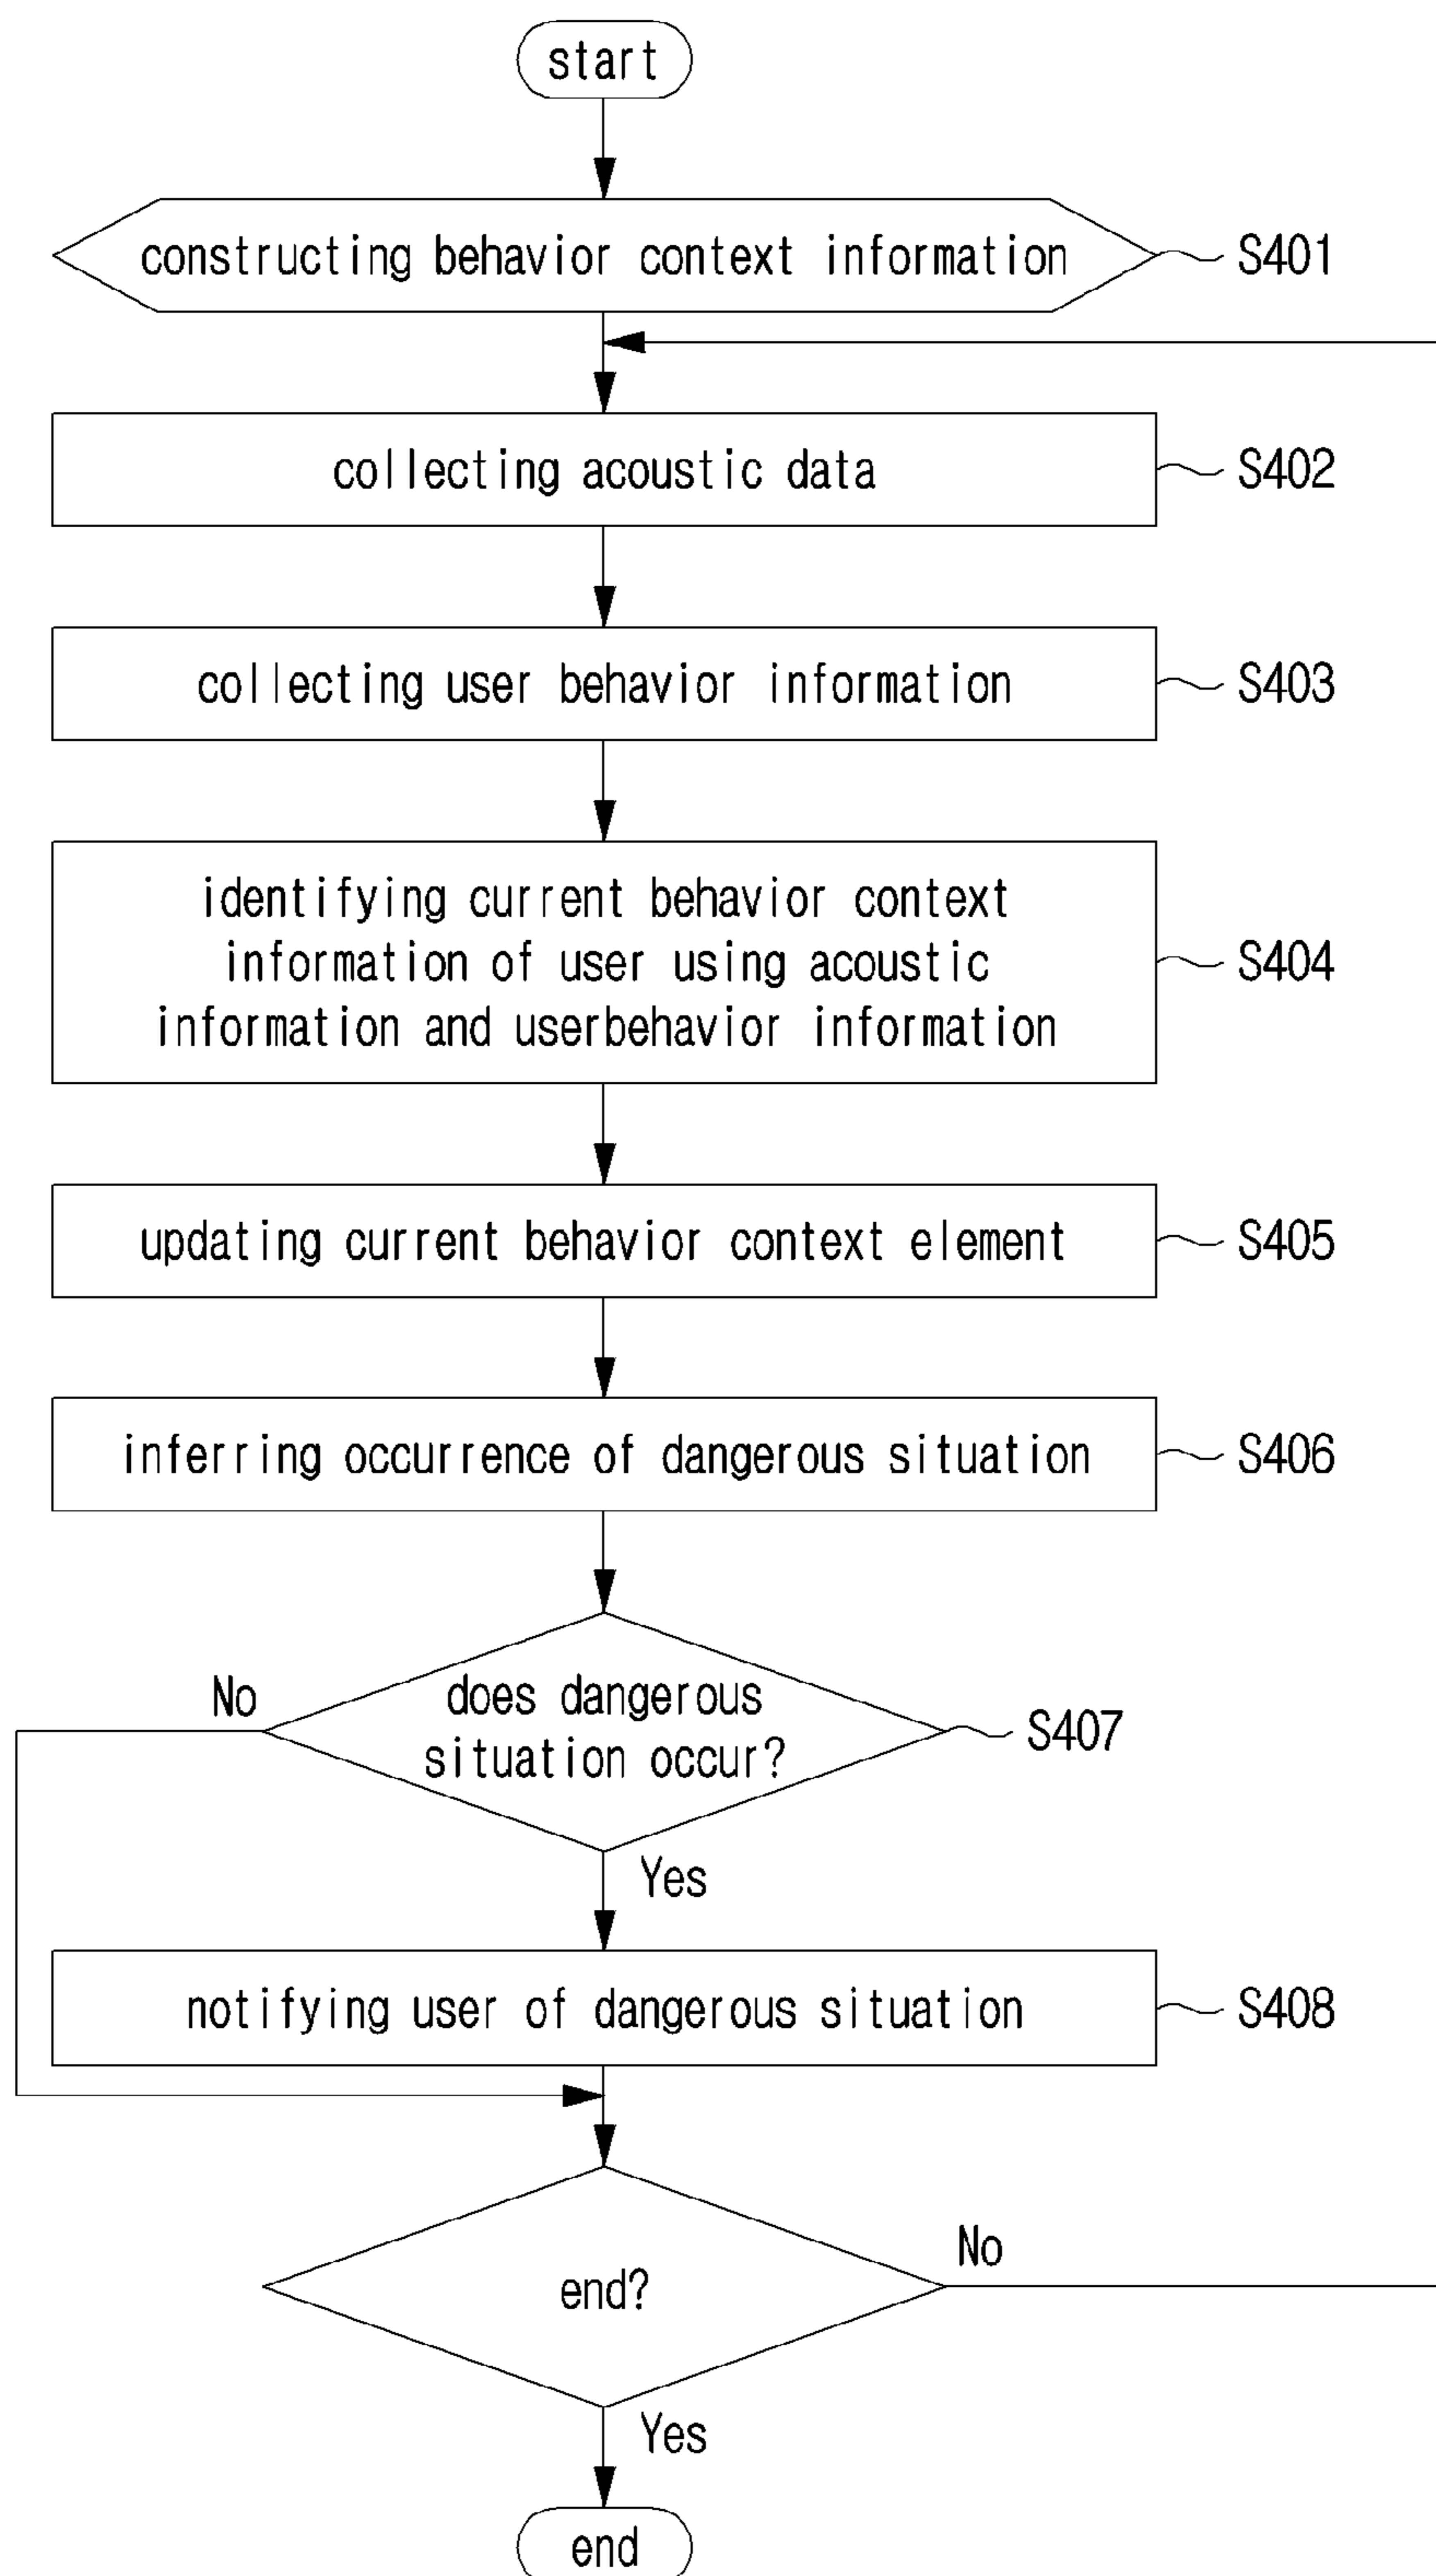 start
constructing behavior context information
S401
collecting acoustic data
S402
collecting user behavior information
S403
identifying current behavior context
information of user using acoustic
information and userbehavior information
S404
updating current behavior context element
S405
inferring occurrence of dangerous situation
S406
No
does dangerous
situation occur?
S407
Yes
notifying user of dangerous situation
S408
No
end?
Yes
end